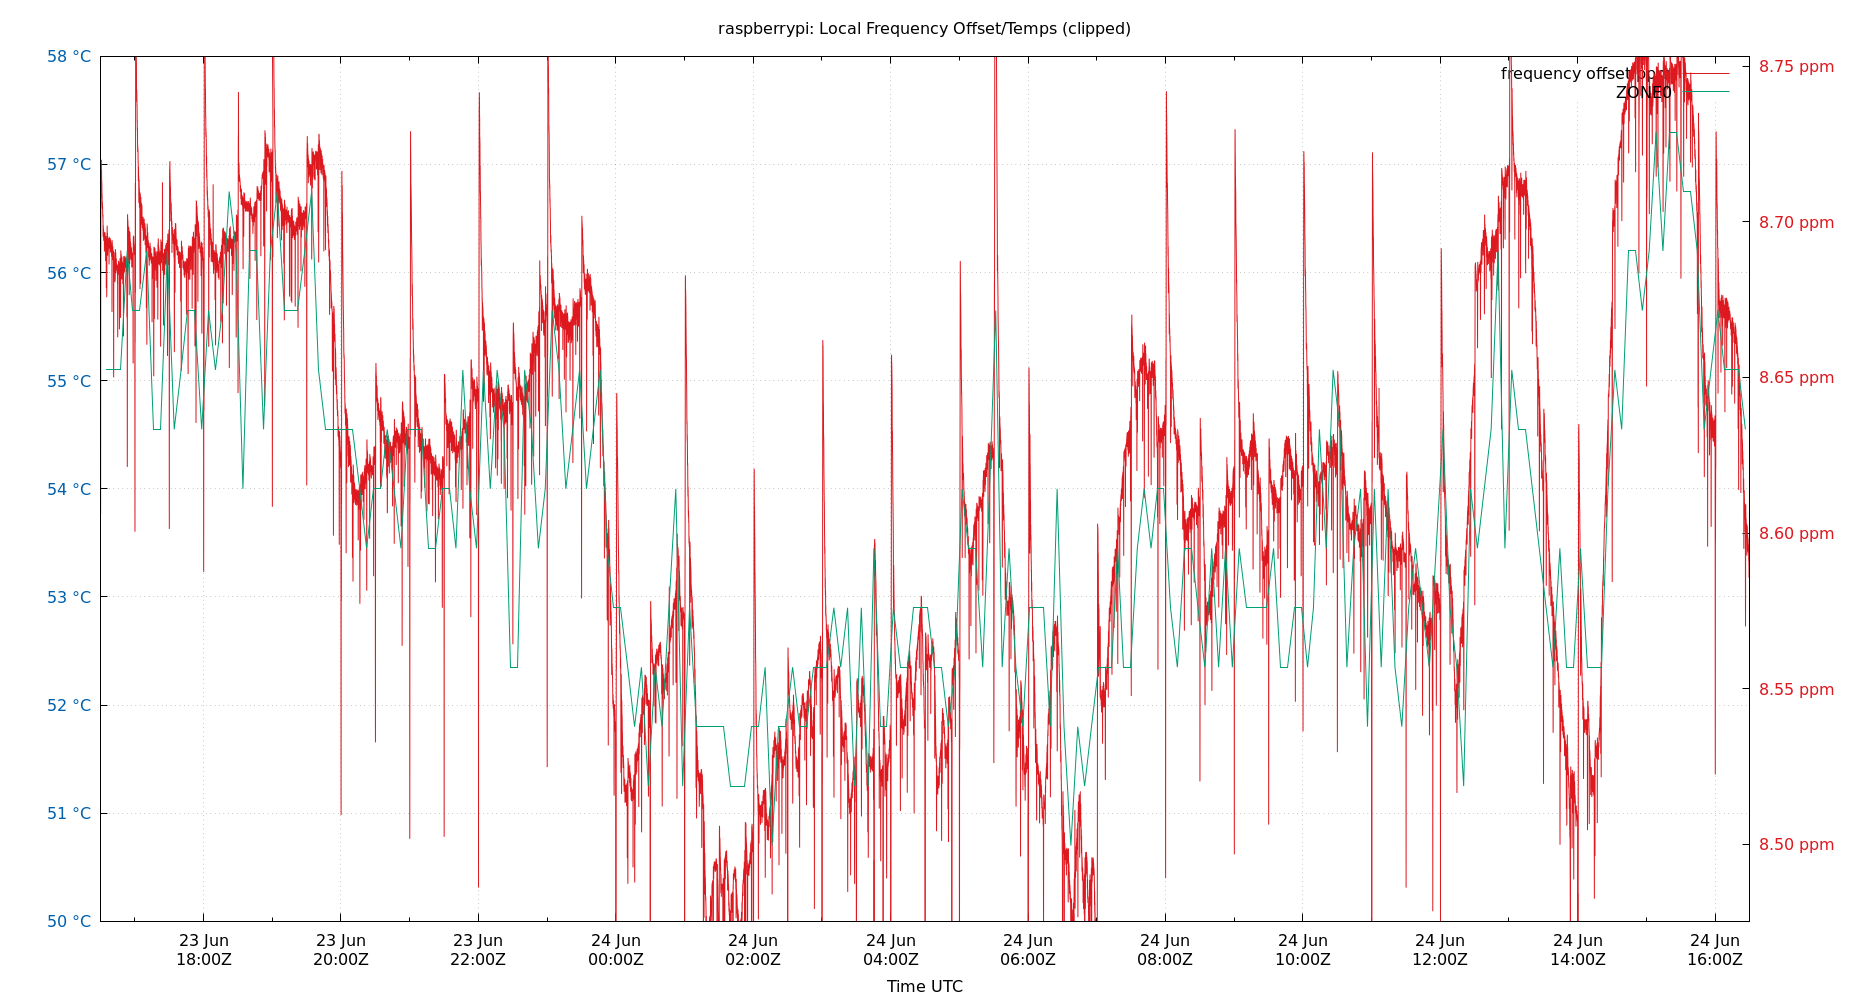 raspberrypi: Local Frequency Offset/Temps (clipped)
58 °C
57 °C
56 °C
55 °C
54 °C
53 °C
52 °C
51 °C
50 °C
8.75 ppm
8.70 ppm
8.65 ppm
8.60 ppm
8.55 ppm
8.50 ppm
frequency offset ppm
ZONE0
23 Jun 23 Jun 23 Jun 24 Jun 24 Jun 24 Jun 24 Jun 24 Jun 24 Jun 24 Jun 24 Jun 24 Jun
18:00Z 20:00Z 22:00Z 00:00Z 02:00Z 04:00Z 06:00Z 08:00Z 10:00Z 12:00Z 14:00Z 16:00Z
Time UTC